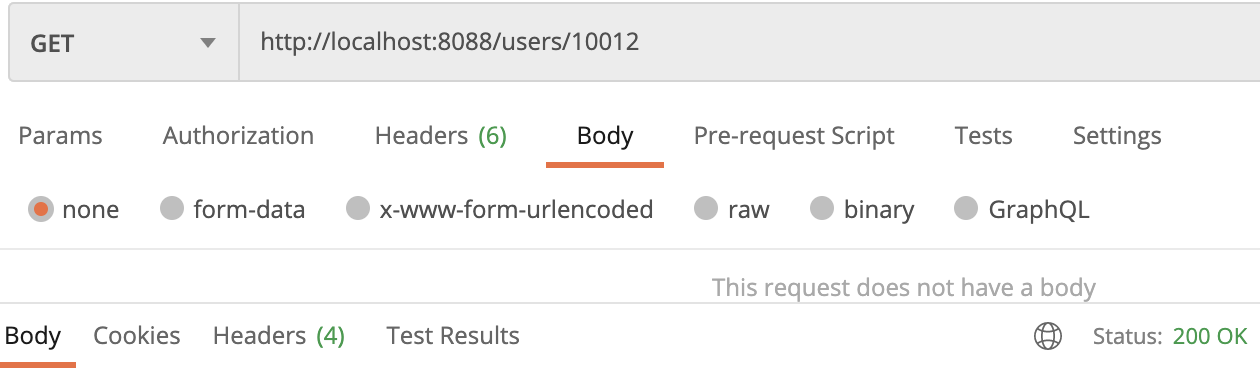 GET http://localhost:8088/users/10012
Params Authorization Headers (6) Body Pre-request Script Tests Settings
none form-data x-www-form-urlencoded raw binary GraphQL
This request does not have a body
Body Cookies Headers (4) Test Results Status: 200 OK